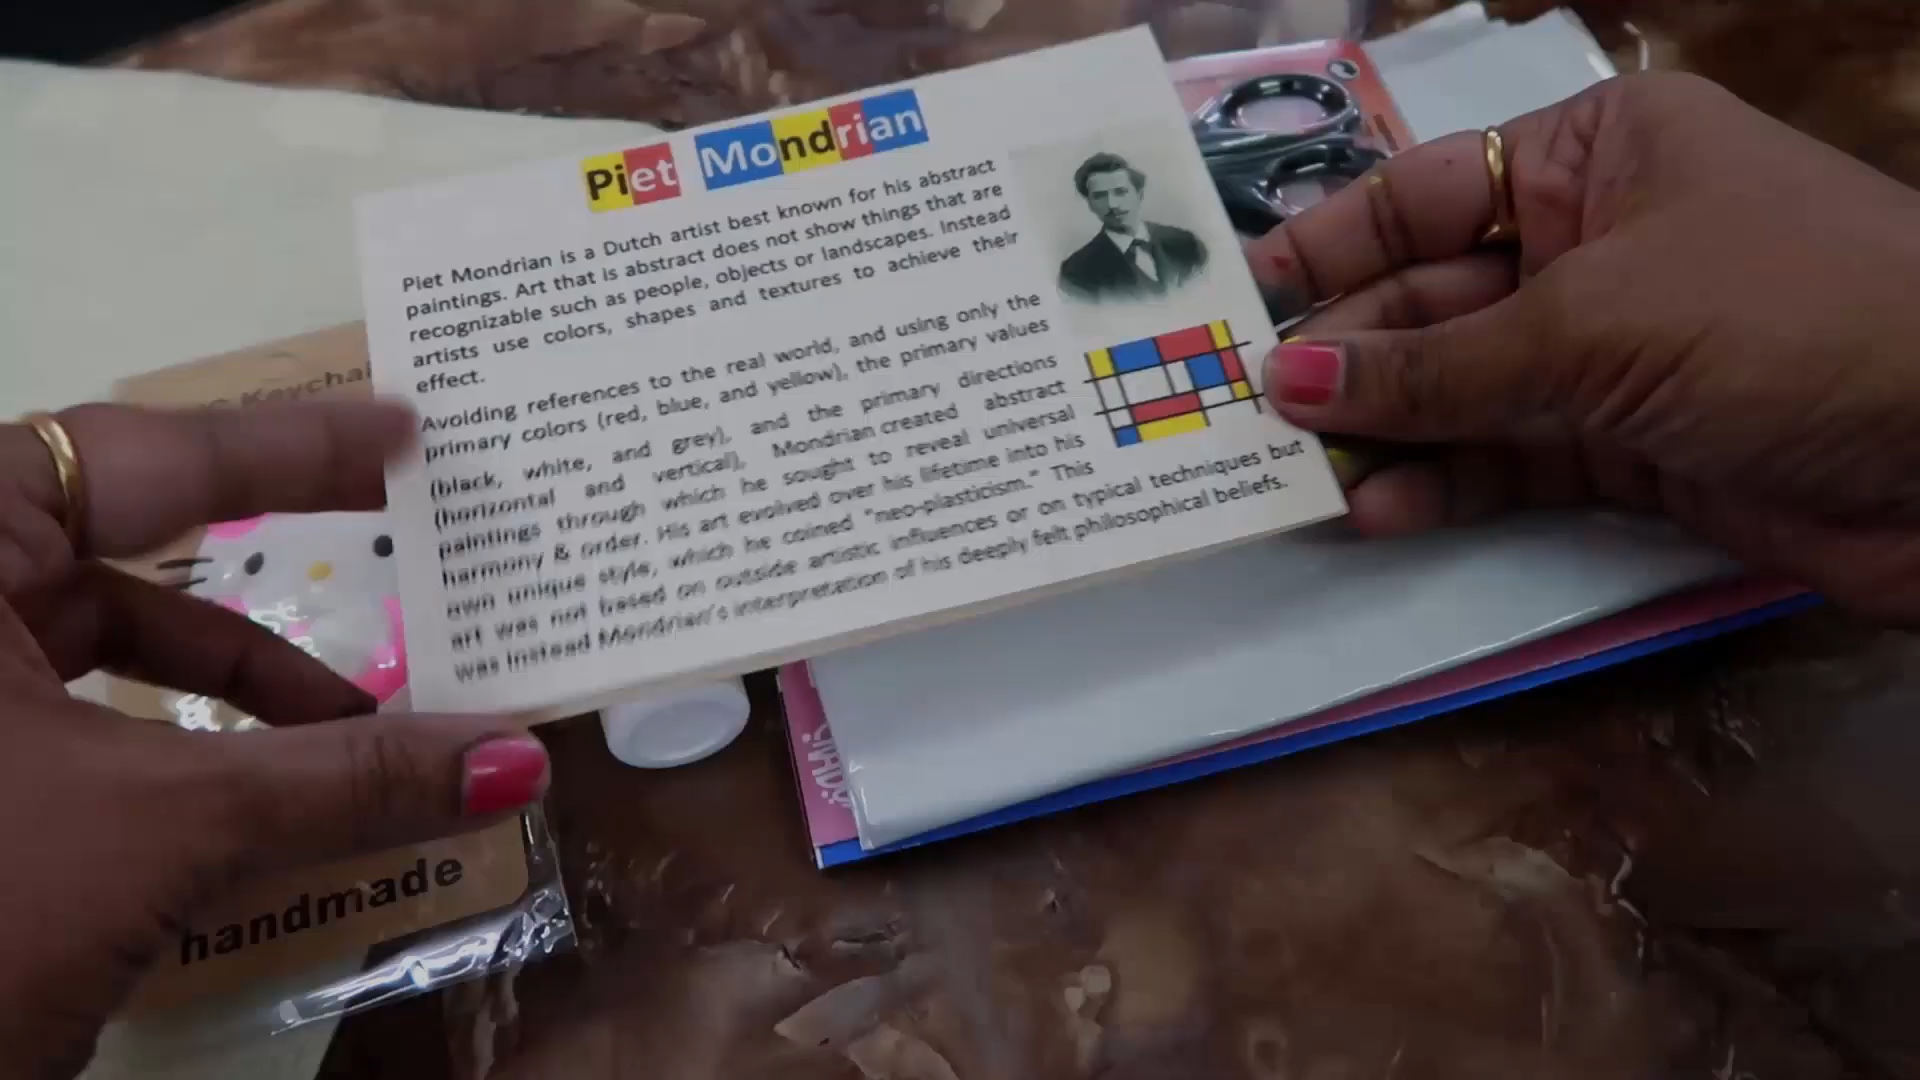 Piet Mondrian
Piet Mondrian is a Dutch artist best known for his abstract
paintings. Art that is abstract does not show things that are
recognizable such as people, objects or landscapes. Instead
artists use colors, shapes and textures to achieve their
effect.
Avoiding references to the real world, and using only the
primary colors (red, blue, and yellow), the primary values
(black, white, and grey), and the primary directions
(horizontal and vertical), Mondrian created abstract
paintings through which he sought to reveal universal
harmony & order. His art evolved over his lifetime into his
own unique style, which he coined "neo-plasticism." This
art was not based on outside artistic influences or on typical techniques but
was instead Mondrian's interpretation of his deeply felt philosophical beliefs.
Keychai
handmade